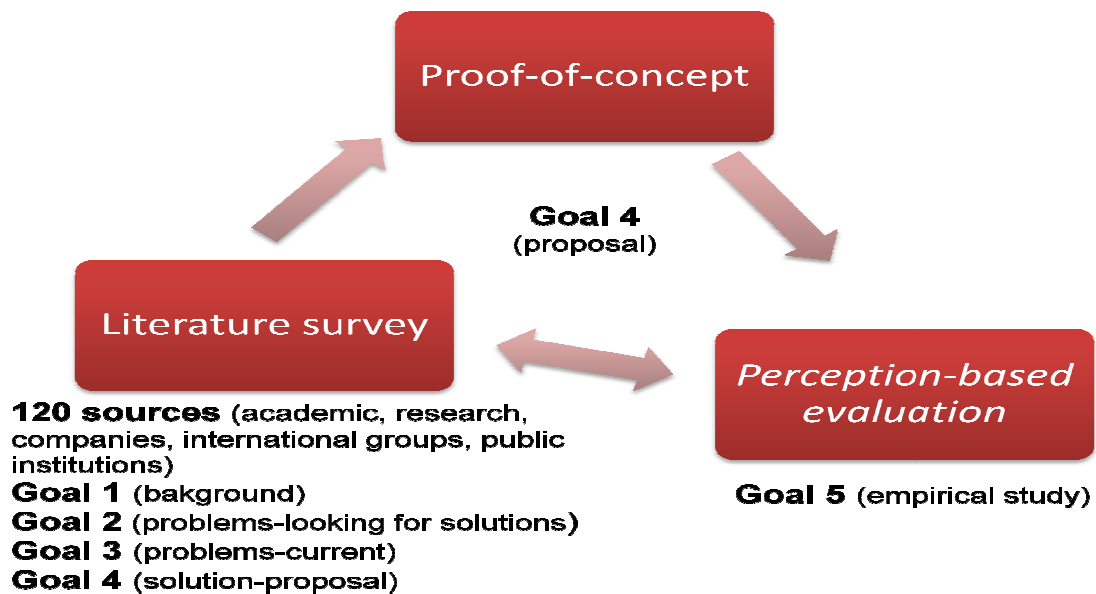 Proof-of-concept
Goal 4
(proposal)
Literature survey
Perception-based
evaluation
120 sources (academic, research,
companies, international groups, public
institutions)
Goal 1 (bakground)
Goal 2 (problems-looking for solutions)
Goal 3 (problems-current)
Goal 4 (solution-proposal)
Goal 5 (empirical study)